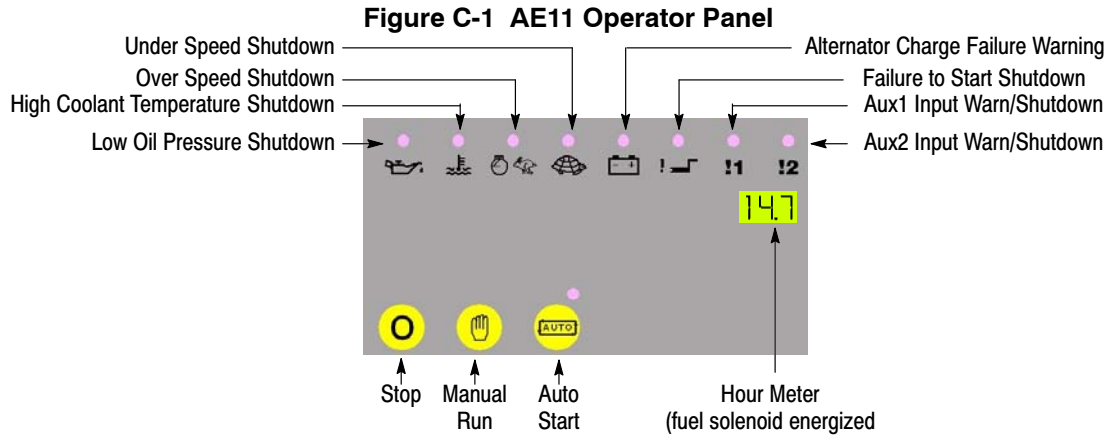 Figure C-1 AE11 Operator Panel
Under Speed Shutdown
Over Speed Shutdown
High Coolant Temperature Shutdown
Low Oil Pressure Shutdown
Alternator Charge Failure Warning
Failure to Start Shutdown
Aux1 Input Warn/Shutdown
Aux2 Input Warn/Shutdown
!
!1
!2
14.7
O
AUTO
Stop
Manual
Run
Auto
Start
Hour Meter
(fuel solenoid energized